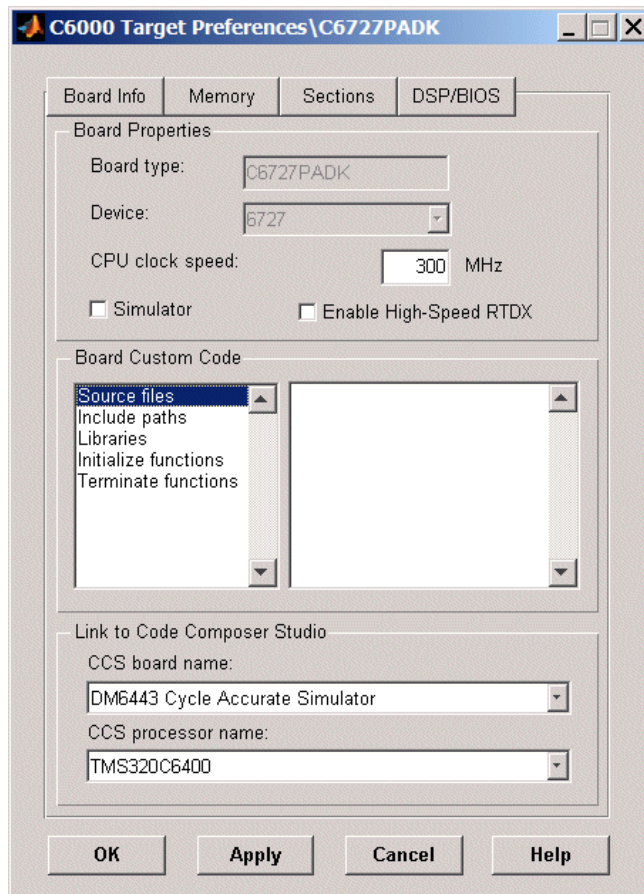 C6000 Target Preferences\C6727PADK
Board Info Memory Sections DSP/BIOS
Board Properties
Board type: C6727PADK
Device: 6727
CPU clock speed: 300 MHz
Simulator Enable High-Speed RTDX
Board Custom Code
Source files
Include paths
Libraries
Initialize functions
Terminate functions
Link to Code Composer Studio
CCS board name:
DM6443 Cycle Accurate Simulator
CCS processor name:
TMS320C6400
OK Apply Cancel Help